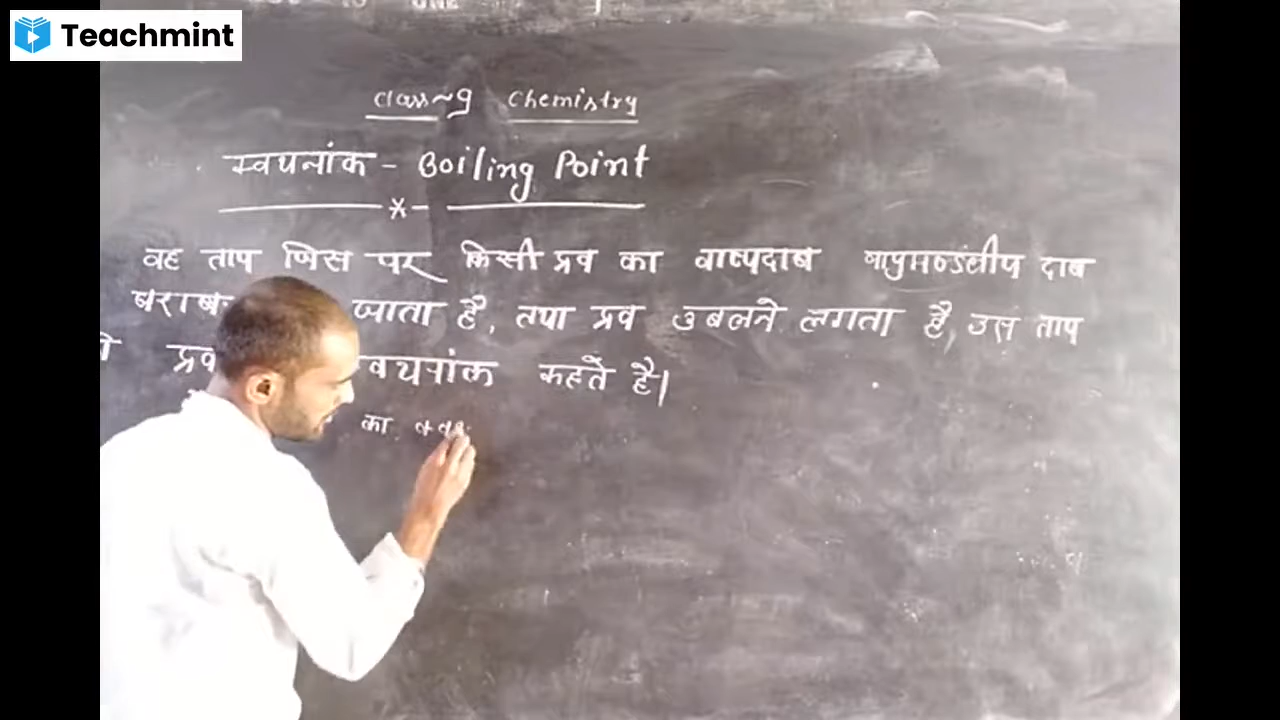 Teachmint
Class~9 Chemistry
क्वथनांक - Boiling Point
वह ताप जिस पर किसी द्रव का वाष्पदाब वायुमण्डलीय दाब
बराब जाता है, तथा द्रव उबलने लगता है, उस ताप
द्रव वथनांक कहते है।
का